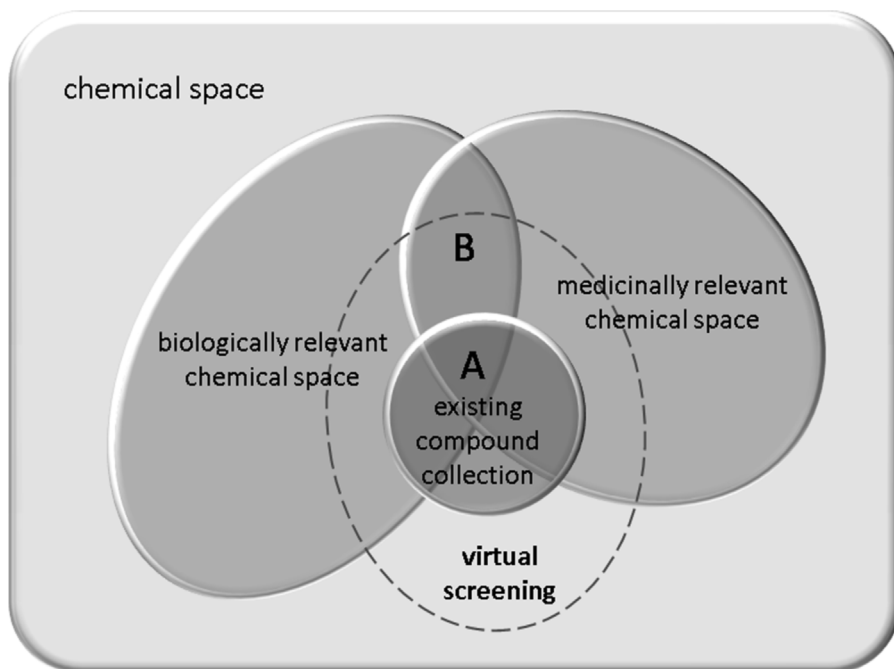 chemical space
B
medicinally relevant
chemical space
biologically relevant
chemical space
A
existing
compound
collection
virtual
screening